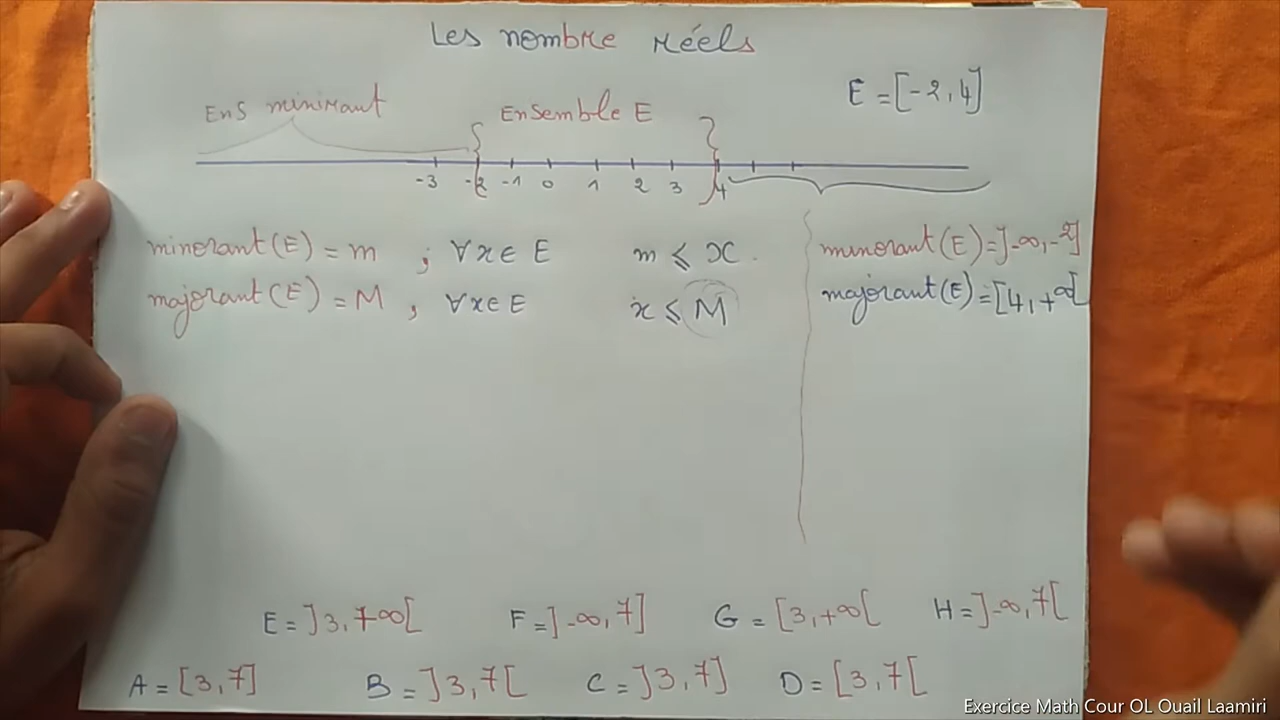 Les nombre réels
E = [-2, 4]
Ens minirant
Ensemble E
-3 -2 -1 0 1 2 3 4
minorant(E) = m ; ∀x∈E m ⩽ x.
minorant(E)=]-∞,-2]
majorant(E) = M , ∀x∈E x ⩽ M
majorant(E)=[4,+∞[
E = ]3,+∞[ F = ]-∞,7] G = [3,+∞[ H = ]-∞,7[
A = [3,7] B = ]3,7[ C = ]3,7] D = [3,7[
Exercice Math Cour OL Ouail Laamiri